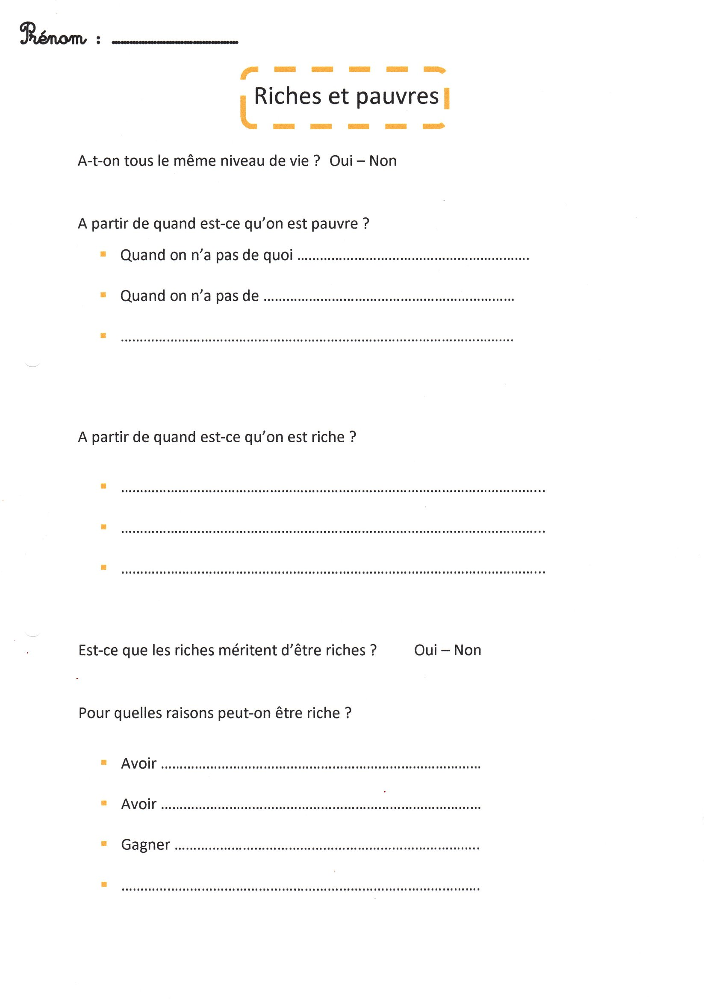 Prénom : ______________
Riches et pauvres
A-t-on tous le même niveau de vie ? Oui – Non
A partir de quand est-ce qu’on est pauvre ?
▪ Quand on n’a pas de quoi ..............................................................
▪ Quand on n’a pas de ...................................................................
▪ .........................................................................................................
A partir de quand est-ce qu’on est riche ?
▪ .................................................................................................................
▪ .................................................................................................................
▪ .................................................................................................................
Est-ce que les riches méritent d’être riches ? Oui – Non
Pour quelles raisons peut-on être riche ?
▪ Avoir .....................................................................................
▪ Avoir .....................................................................................
▪ Gagner .................................................................................
▪ ...............................................................................................